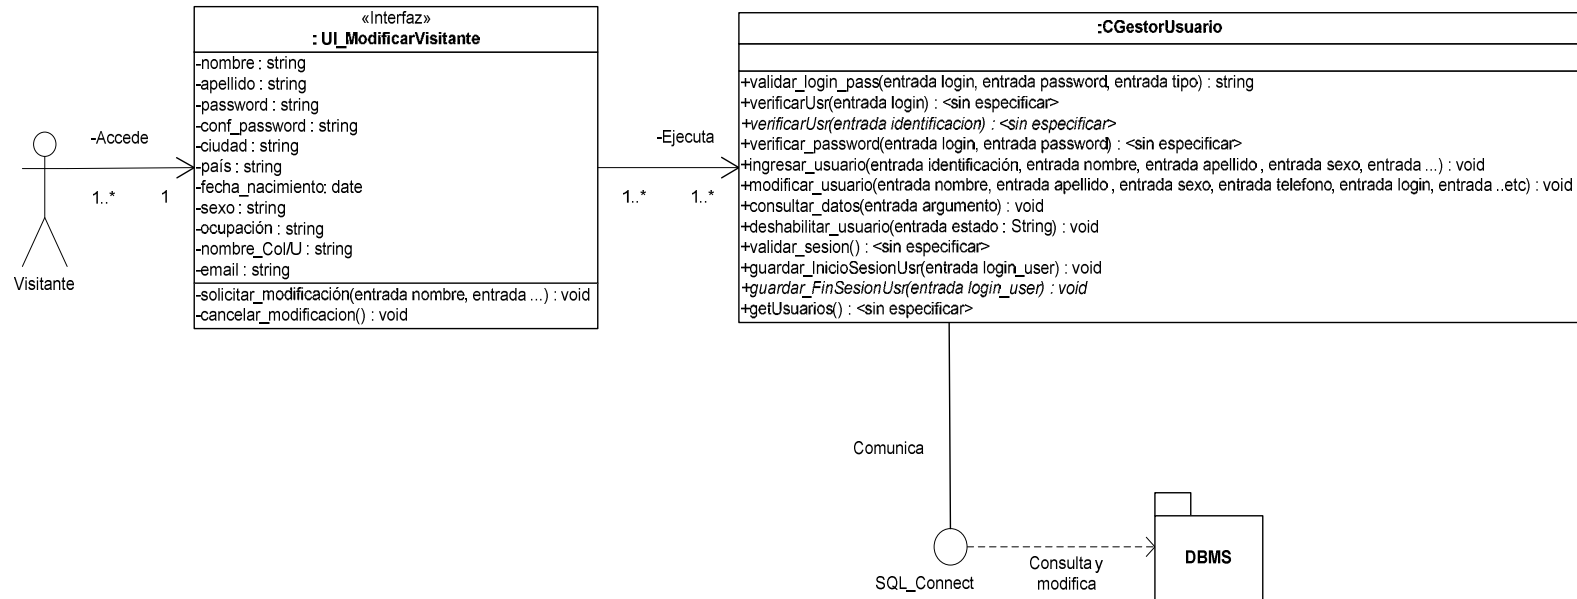 «Interfaz»
: UI_ModificarVisitante
-nombre : string
-apellido : string
-password : string
-conf_password : string
-ciudad : string
-país : string
-fecha_nacimiento: date
-sexo : string
-ocupación : string
-nombre_Col/U : string
-email : string
-solicitar_modificación(entrada nombre, entrada ...) : void
-cancelar_modificacion() : void
-Accede
1..*
1
Visitante
-Ejecuta
1..*
1..*
:CGestorUsuario
+validar_login_pass(entrada login, entrada password, entrada tipo) : string
+verificarUsr(entrada login) : <sin especificar>
+verificarUsr(entrada identificacion) : <sin especificar>
+verificar_password(entrada login, entrada password) : <sin especificar>
+ingresar_usuario(entrada identificación, entrada nombre, entrada apellido , entrada sexo, entrada ...) : void
+modificar_usuario(entrada nombre, entrada apellido , entrada sexo, entrada telefono, entrada login, entrada ..etc) : void
+consultar_datos(entrada argumento) : void
+deshabilitar_usuario(entrada estado : String) : void
+validar_sesion() : <sin especificar>
+guardar_InicioSesionUsr(entrada login_user) : void
+guardar_FinSesionUsr(entrada login_user) : void
+getUsuarios() : <sin especificar>
Comunica
SQL_Connect
Consulta y
modifica
DBMS